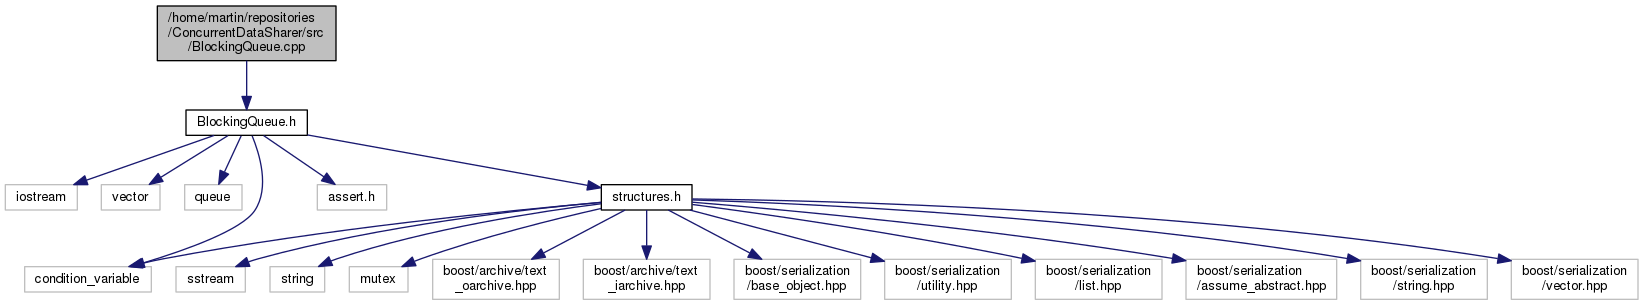 /home/martin/repositories
/ConcurrentDataSharer/src
/BlockingQueue.cpp
BlockingQueue.h
iostream
vector
queue
assert.h
structures.h
condition_variable
sstream
string
mutex
boost/archive/text
_oarchive.hpp
boost/archive/text
_iarchive.hpp
boost/serialization
/base_object.hpp
boost/serialization
/utility.hpp
boost/serialization
/list.hpp
boost/serialization
/assume_abstract.hpp
boost/serialization
/string.hpp
boost/serialization
/vector.hpp